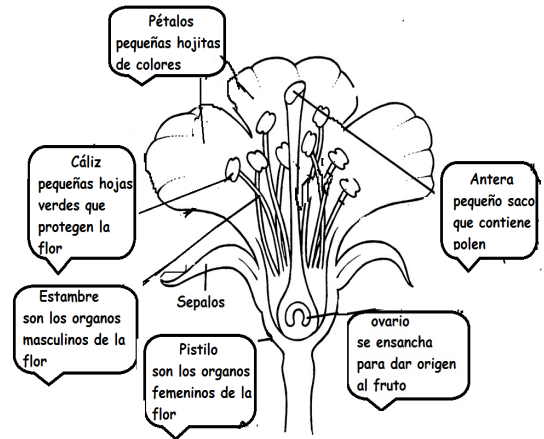 Pétalos
pequeñas hojitas
de colores
Cáliz
pequeñas hojas
verdes que
protegen la
flor
Antera
pequeño saco
que contiene
polen
Estambre
son los organos
masculinos de la
flor
Sepalos
Pistilo
son los organos
femeninos de la
flor
ovario
se ensancha
para dar origen
al fruto